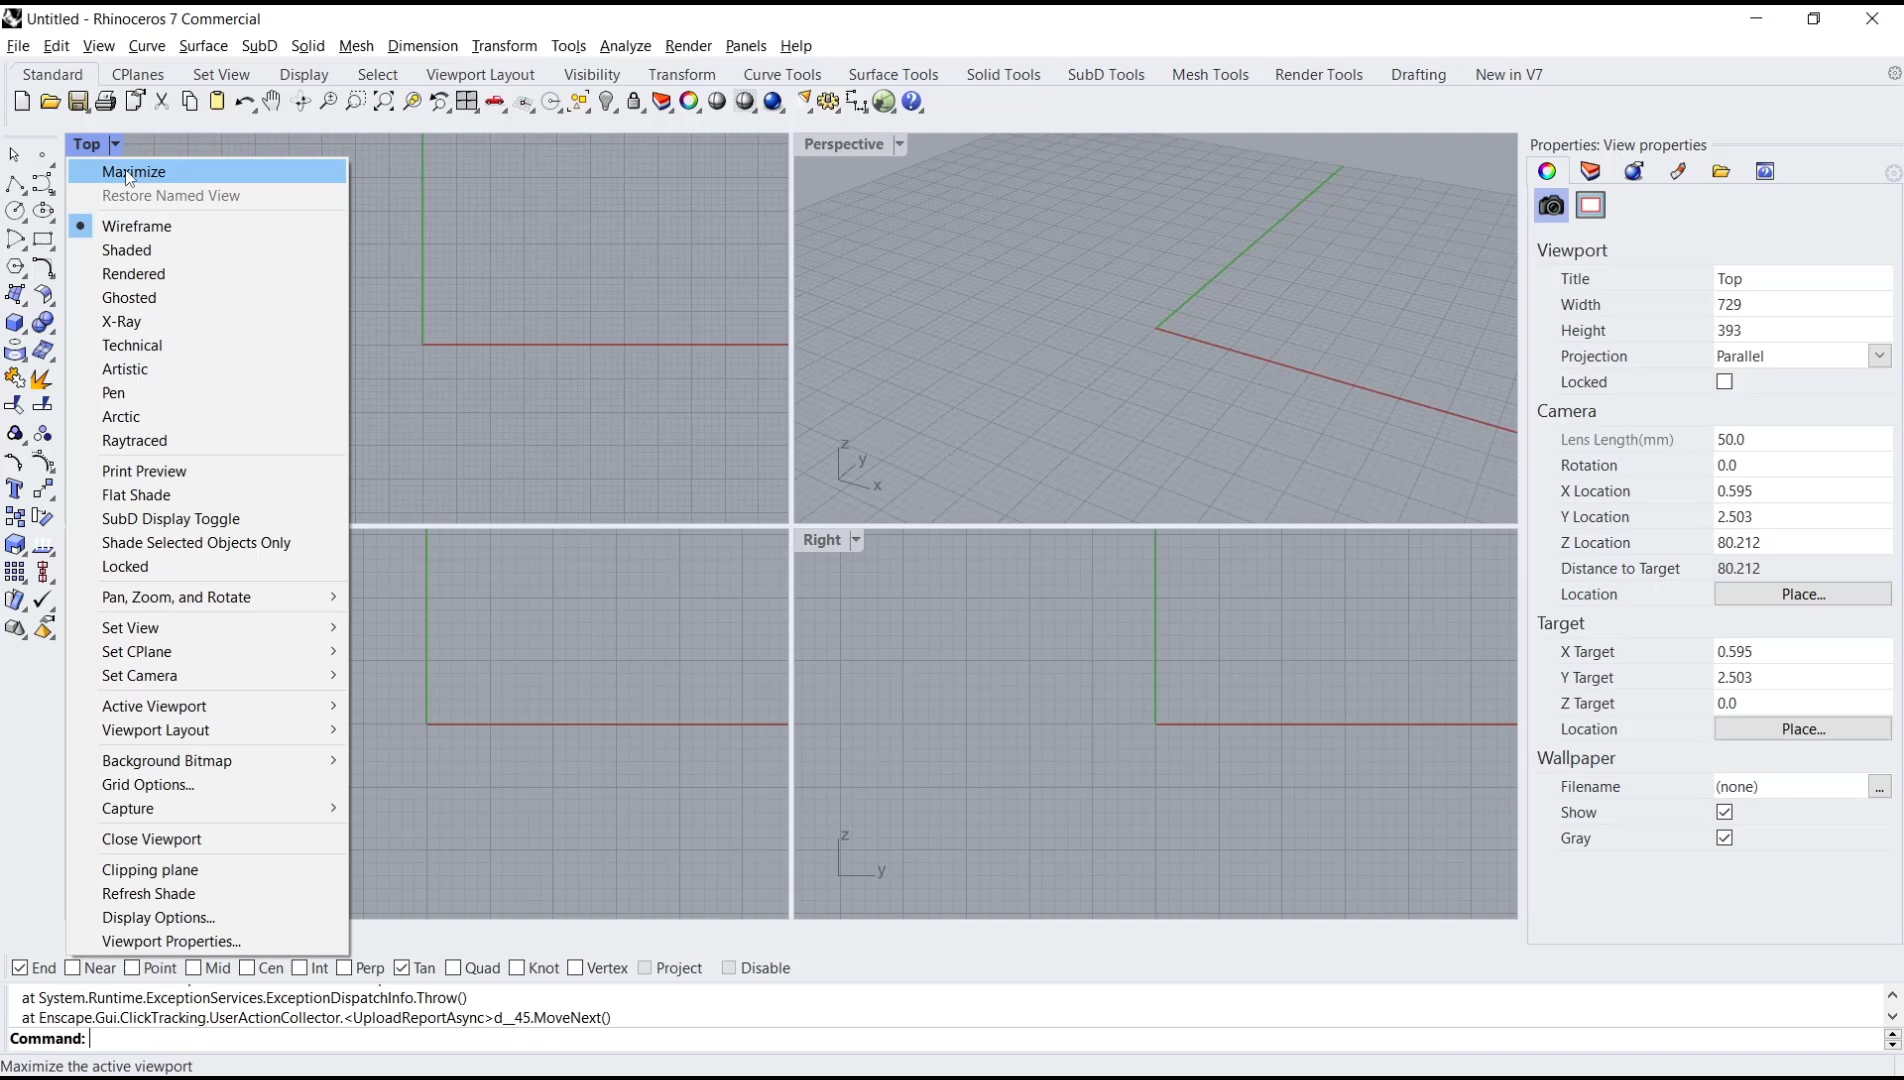 Untitled - Rhinoceros 7 Commercial
File Edit View Curve Surface SubD Solid Mesh Dimension Transform Tools Analyze Render Panels Help
Standard CPlanes Set View Display Select Viewport Layout Visibility Transform Curve Tools Surface Tools Solid Tools SubD Tools Mesh Tools Render Tools Drafting New in V7
Top
Maximize
Restore Named View
Wireframe
Shaded
Rendered
Ghosted
X-Ray
Technical
Artistic
Pen
Arctic
Raytraced
Print Preview
Flat Shade
SubD Display Toggle
Shade Selected Objects Only
Locked
Pan, Zoom, and Rotate
Set View
Set CPlane
Set Camera
Active Viewport
Viewport Layout
Background Bitmap
Grid Options...
Capture
Close Viewport
Clipping plane
Refresh Shade
Display Options...
Viewport Properties...
Perspective
z
y
x
Right
z
y
Properties: View properties
Viewport
Title Top
Width 729
Height 393
Projection Parallel
Locked
Camera
Lens Length(mm) 50.0
Rotation 0.0
X Location 0.595
Y Location 2.503
Z Location 80.212
Distance to Target 80.212
Location Place...
Target
X Target 0.595
Y Target 2.503
Z Target 0.0
Location Place...
Wallpaper
Filename (none) ...
Show
Gray
End Near Point Mid Cen Int Perp Tan Quad Knot Vertex Project Disable
at System.Runtime.ExceptionServices.ExceptionDispatchInfo.Throw()
at Enscape.Gui.ClickTracking.UserActionCollector.<UploadReportAsync>d__45.MoveNext()
Command:
Maximize the active viewport